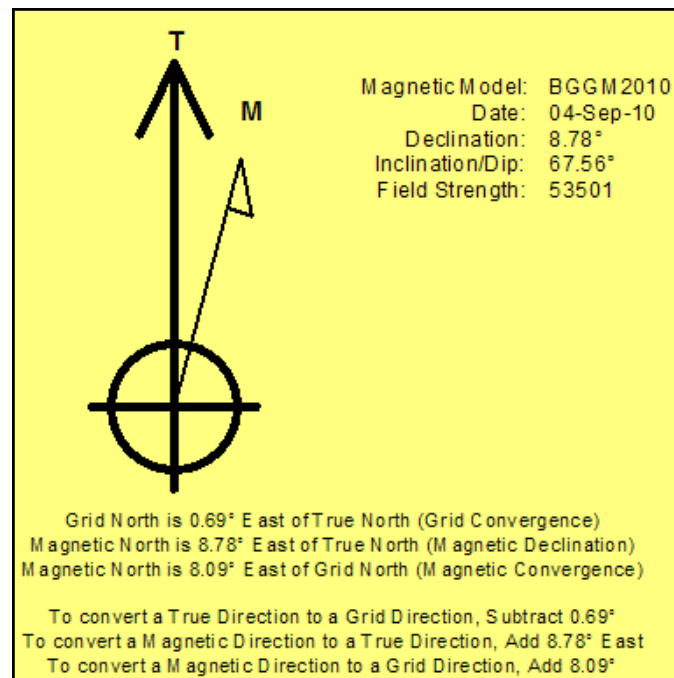 T
M
Magnetic Model: BGGM2010
Date: 04-Sep-10
Declination: 8.78°
Inclination/Dip: 67.56°
Field Strength: 53501
Grid North is 0.69° East of True North (Grid Convergence)
Magnetic North is 8.78° East of True North (Magnetic Declination)
Magnetic North is 8.09° East of Grid North (Magnetic Convergence)
To convert a True Direction to a Grid Direction, Subtract 0.69°
To convert a Magnetic Direction to a True Direction, Add 8.78° East
To convert a Magnetic Direction to a Grid Direction, Add 8.09°